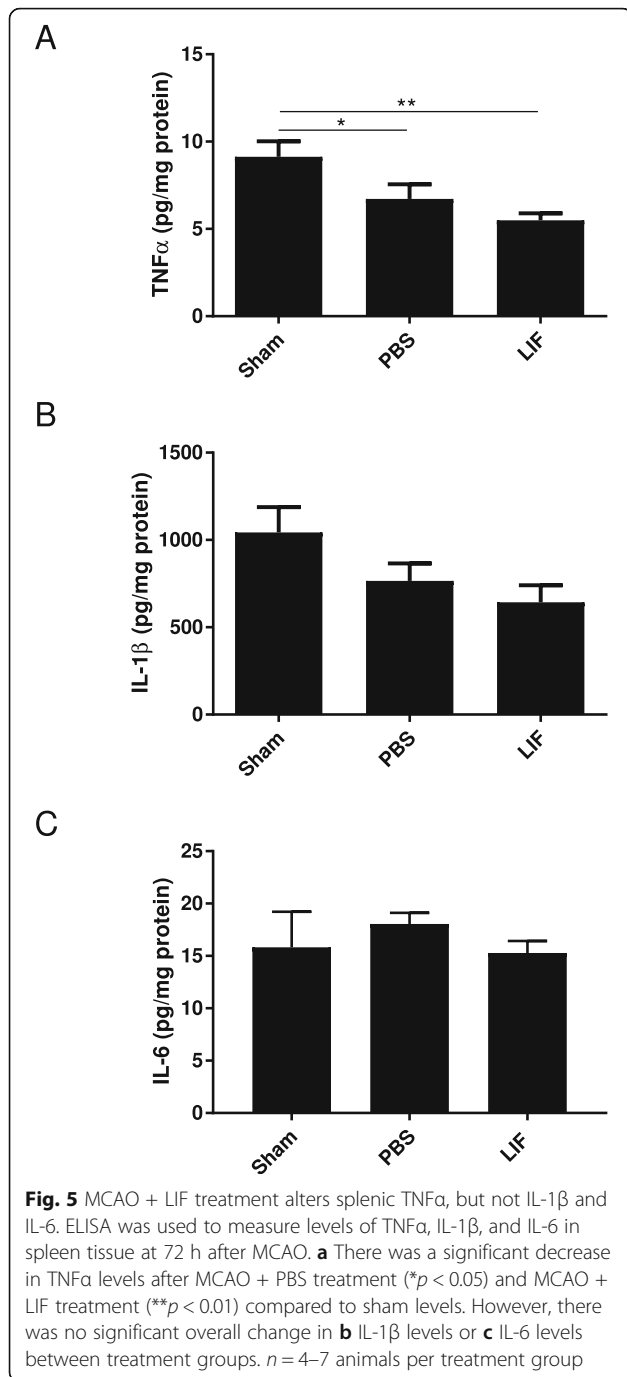 A
15
10
5
0
TNFα (pg/mg protein)
**
*
Sham
PBS
LIF
B
1500
1000
500
0
IL-1β (pg/mg protein)
Sham
PBS
LIF
C
25
20
15
10
5
0
IL-6 (pg/mg protein)
Sham
PBS
LIF
Fig. 5 MCAO + LIF treatment alters splenic TNFα, but not IL-1β and
IL-6. ELISA was used to measure levels of TNFα, IL-1β, and IL-6 in
spleen tissue at 72 h after MCAO. a There was a significant decrease
in TNFα levels after MCAO + PBS treatment (*p < 0.05) and MCAO +
LIF treatment (**p < 0.01) compared to sham levels. However, there
was no significant overall change in b IL-1β levels or c IL-6 levels
between treatment groups. n = 4–7 animals per treatment group